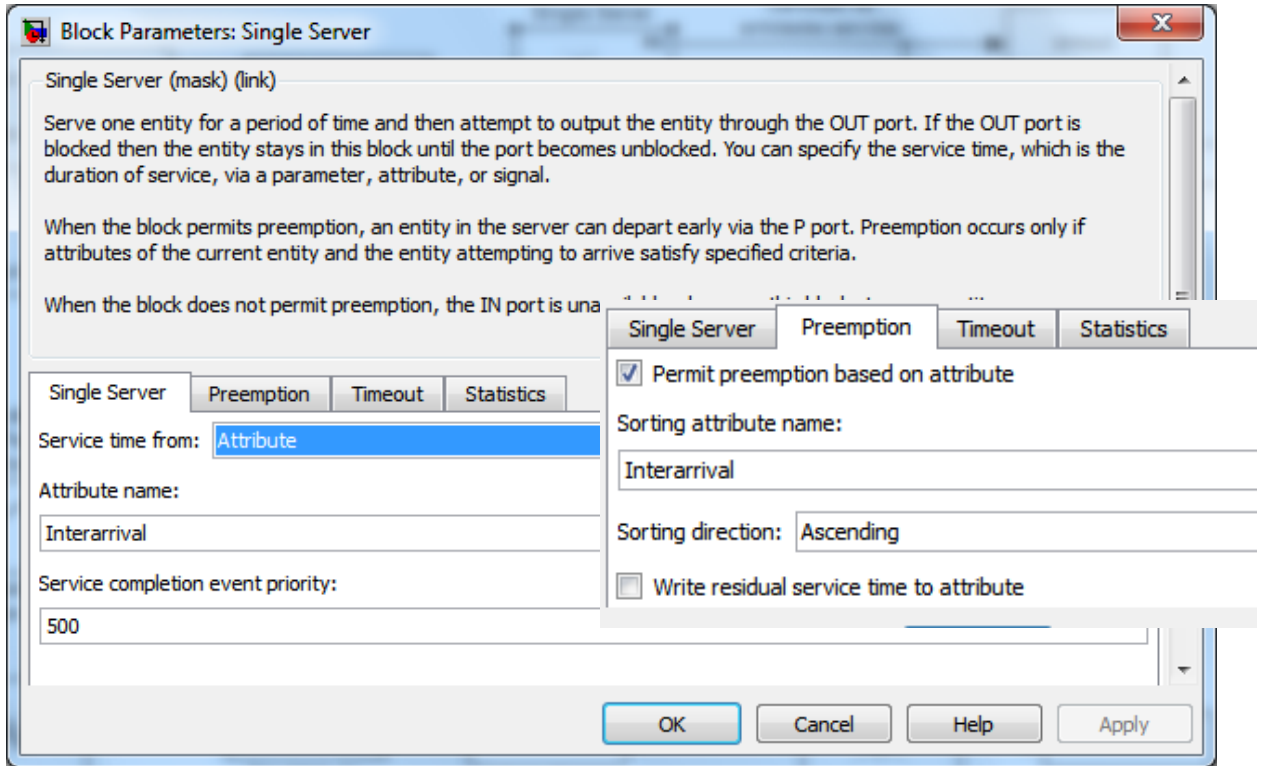 Block Parameters: Single Server
Single Server (mask) (link)
Serve one entity for a period of time and then attempt to output the entity through the OUT port. If the OUT port is
blocked then the entity stays in this block until the port becomes unblocked. You can specify the service time, which is the
duration of service, via a parameter, attribute, or signal.
When the block permits preemption, an entity in the server can depart early via the P port. Preemption occurs only if
attributes of the current entity and the entity attempting to arrive satisfy specified criteria.
When the block does not permit preemption, the IN port is
Single Server Preemption Timeout Statistics
Service time from: Attribute
Attribute name:
Interarrival
Service completion event priority:
500
Single Server Preemption Timeout Statistics
Permit preemption based on attribute
Sorting attribute name:
Interarrival
Sorting direction: Ascending
Write residual service time to attribute
OK Cancel Help Apply